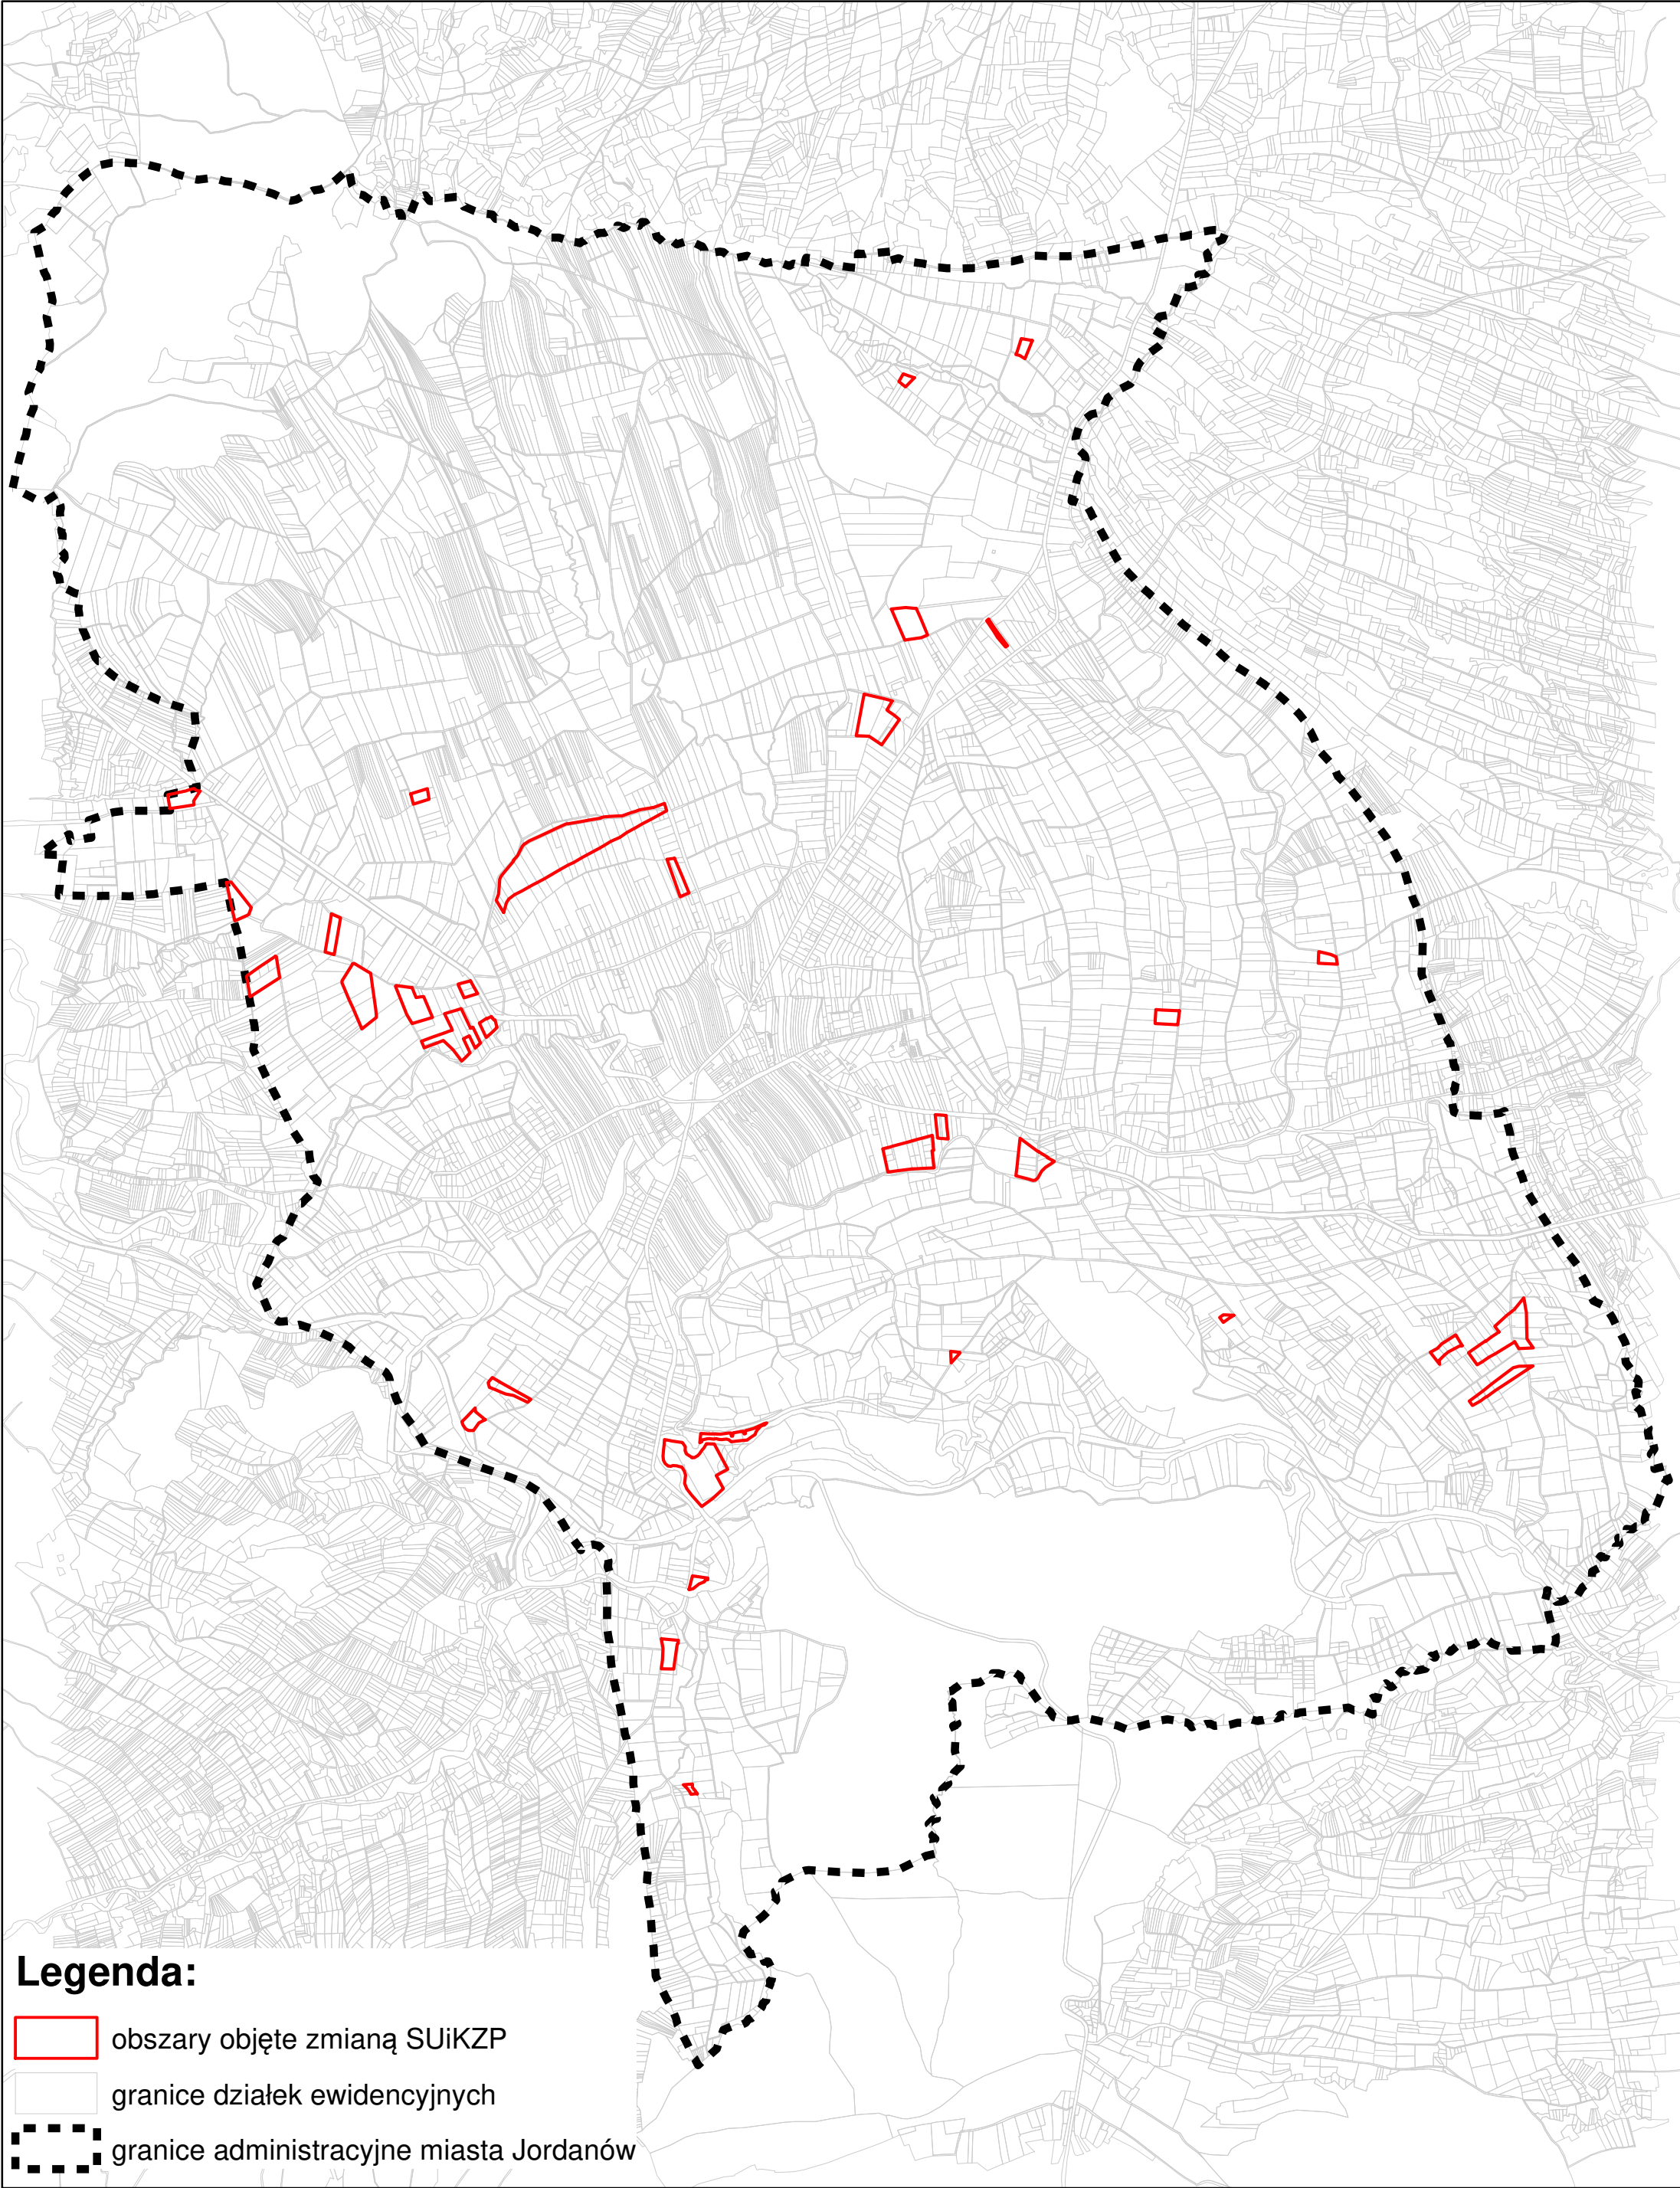 Legenda:
obszary objęte zmianą SUiKZP
granice działek ewidencyjnych
granice administracyjne miasta Jordanów